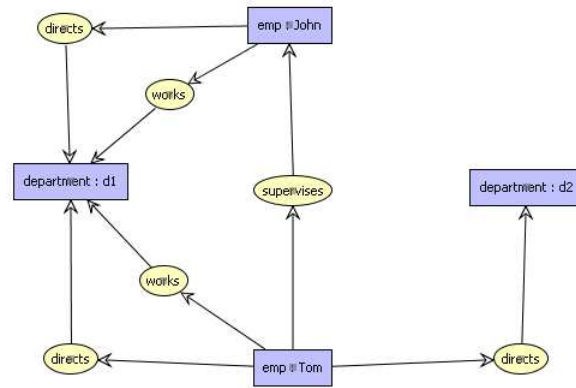 directs
emp : John
works
department : d1
supervises
department : d2
works
directs
emp : Tom
directs